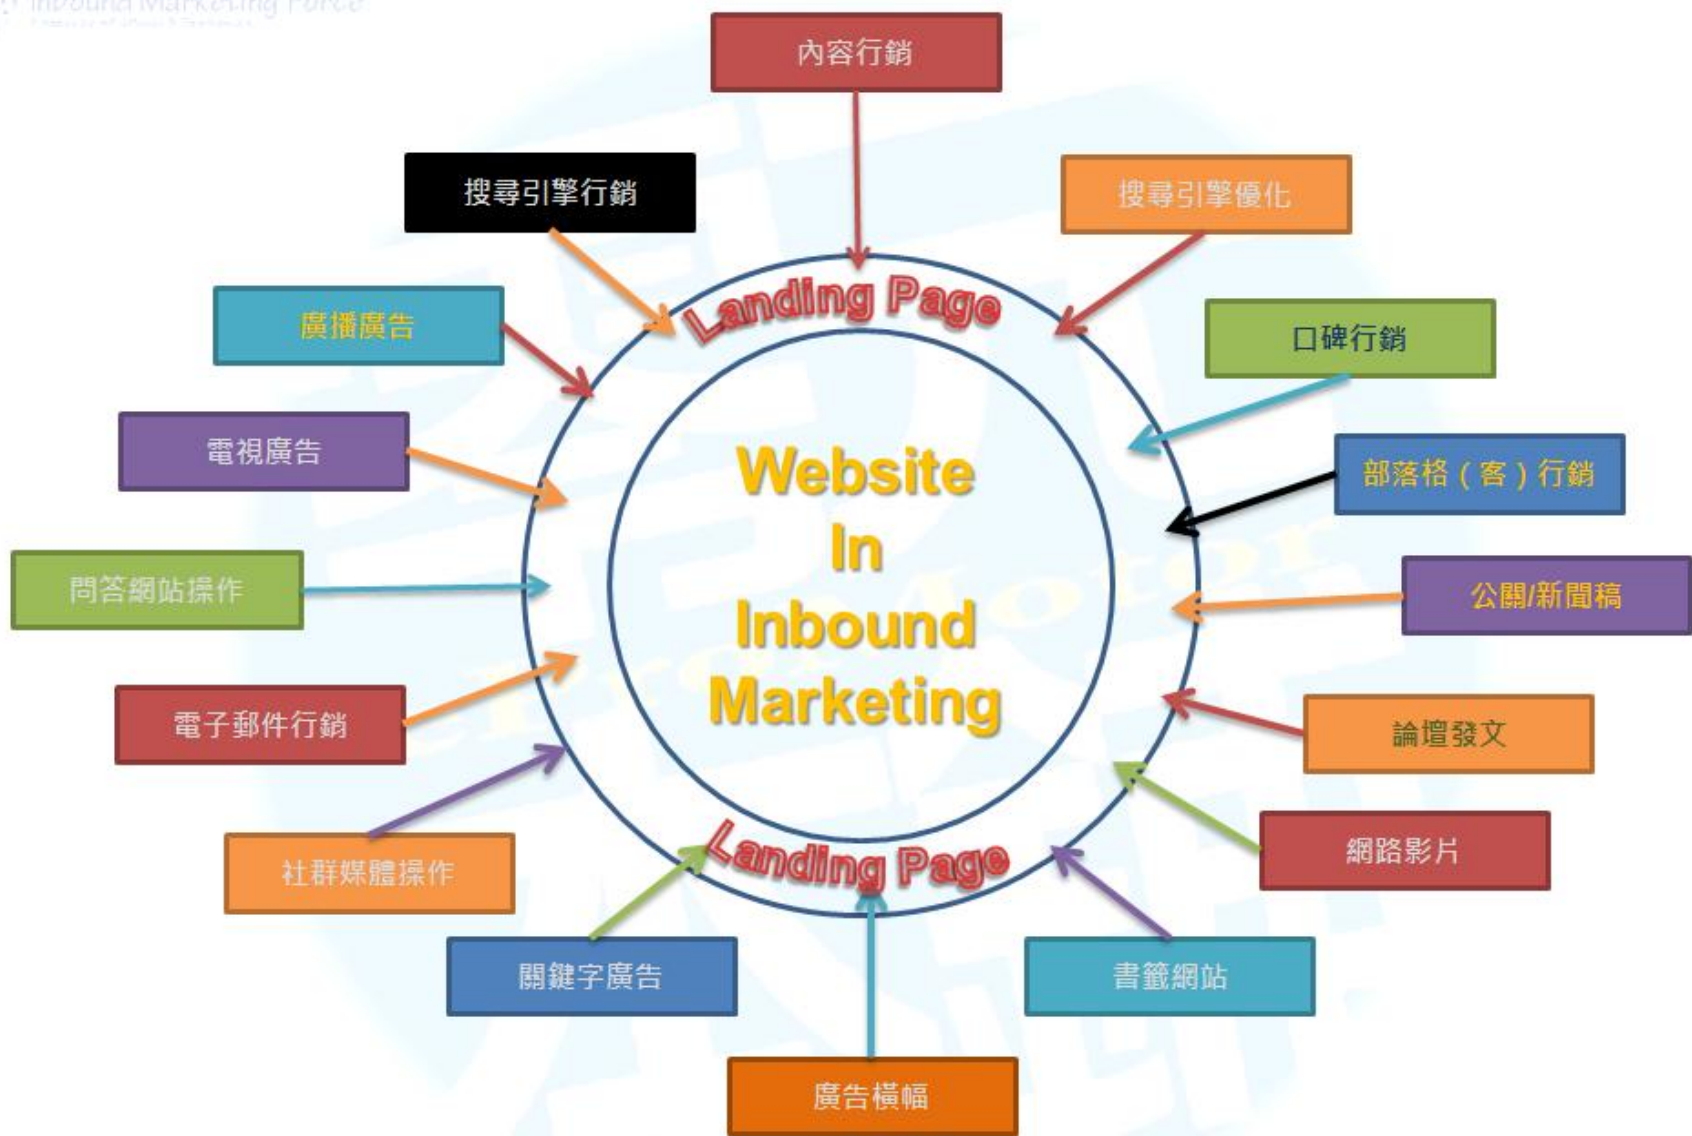 Inbound Marketing Force
內容行銷
搜尋引擎行銷
搜尋引擎優化
廣播廣告
口碑行銷
電視廣告
部落格（客）行銷
問答網站操作
公關/新聞稿
電子郵件行銷
論壇發文
社群媒體操作
網路影片
關鍵字廣告
書籤網站
廣告橫幅
Landing Page
Website
In
Inbound
Marketing
Landing Page